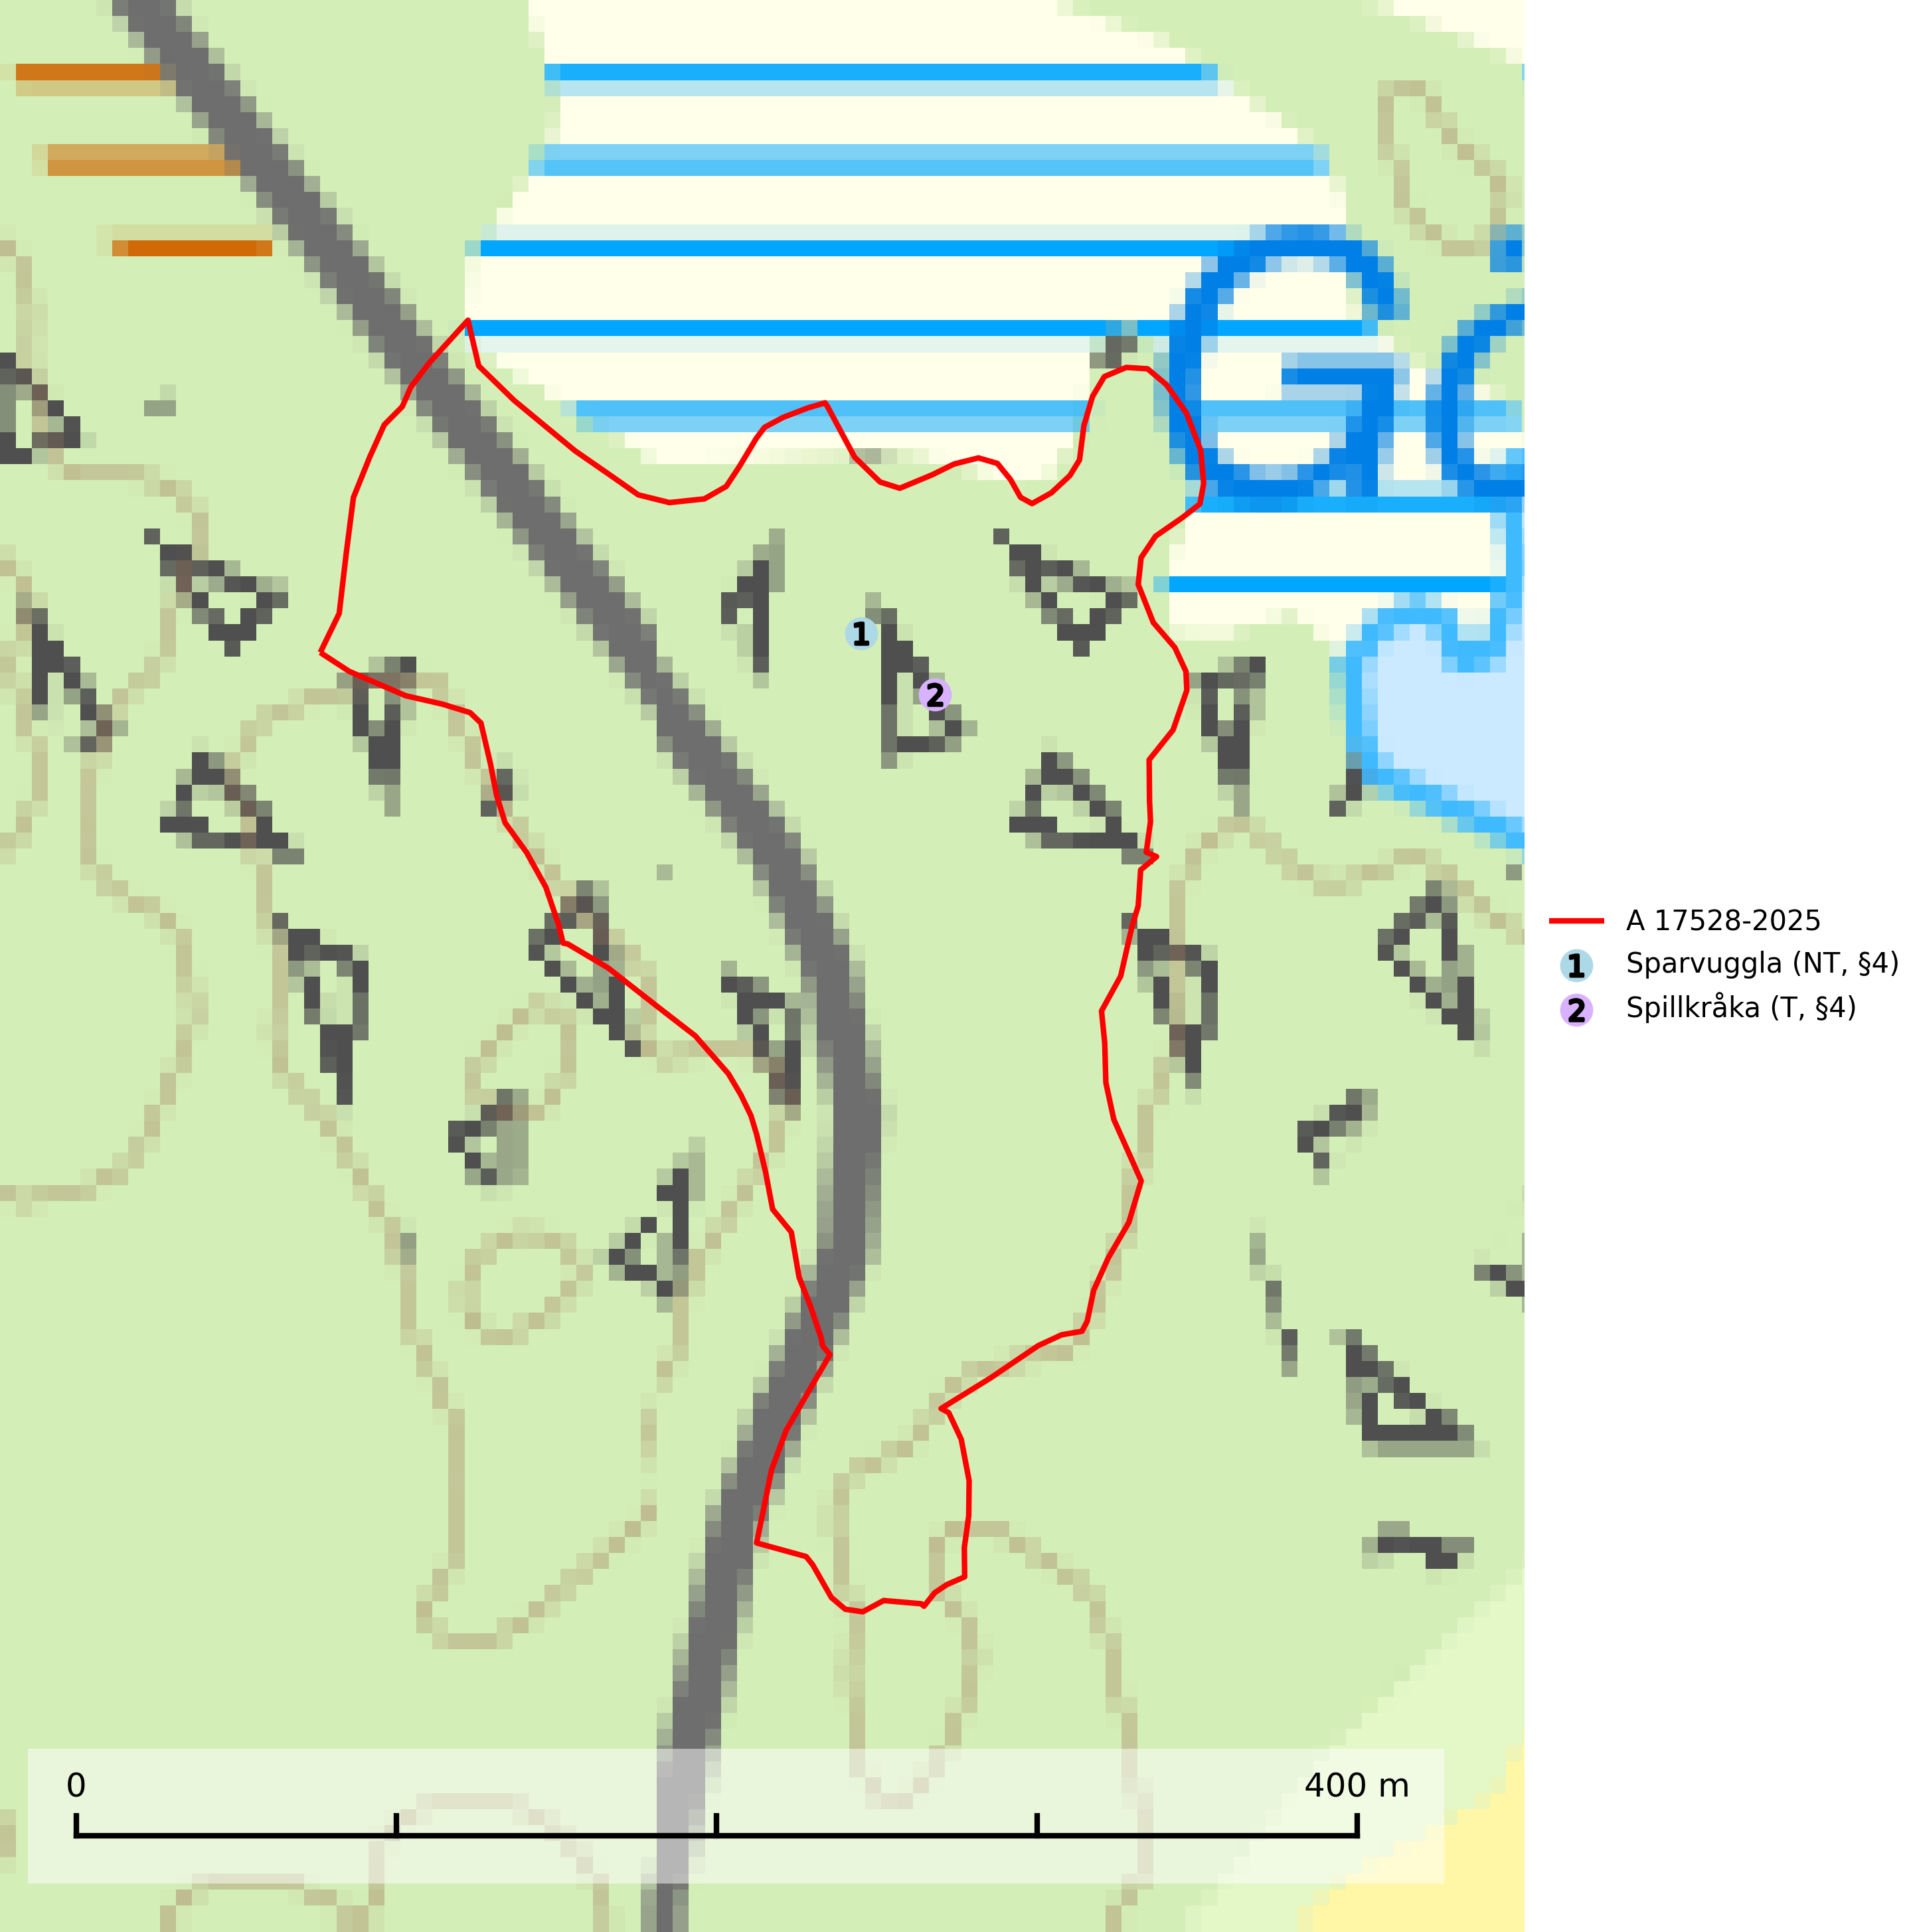 A 17528-2025
1 Sparvuggla (NT, §4)
2 Spillkråka (T, §4)
1
2
0 400 m